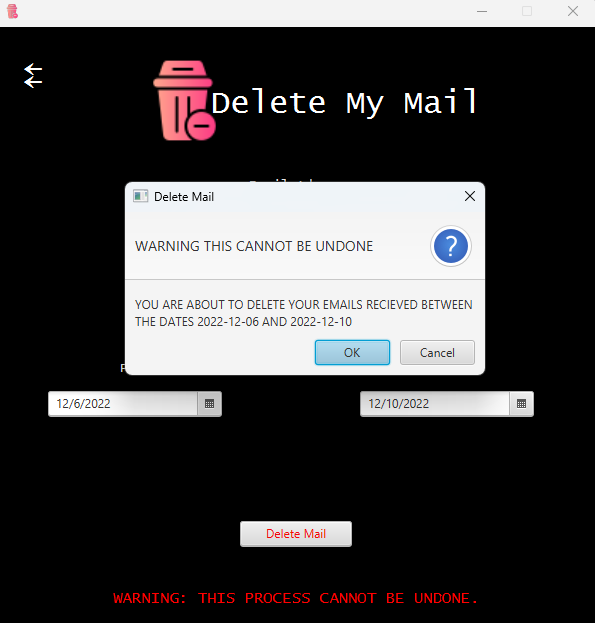 Delete My Mail
Delete Mail
WARNING THIS CANNOT BE UNDONE
?
YOU ARE ABOUT TO DELETE YOUR EMAILS RECIEVED BETWEEN
THE DATES 2022-12-06 AND 2022-12-10
OK Cancel
12/6/2022 12/10/2022
Delete Mail
WARNING: THIS PROCESS CANNOT BE UNDONE.